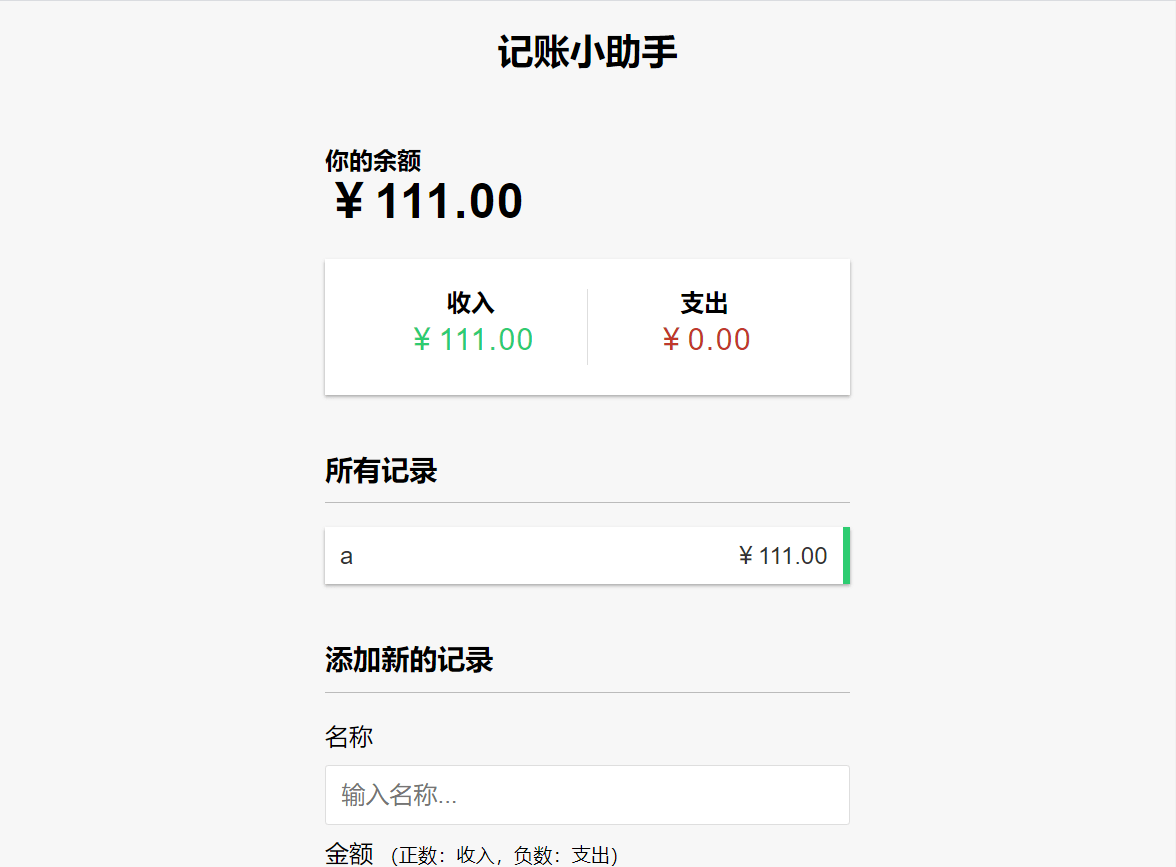 记账小助手
你的余额
¥ 111.00
收入 支出
¥ 111.00 ¥ 0.00
所有记录
a ¥ 111.00
添加新的记录
名称
输入名称...
金额 （正数：收入，负数：支出)